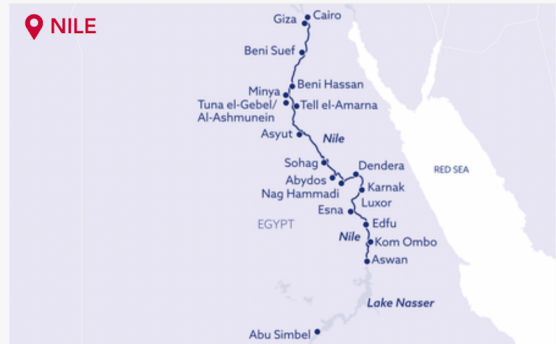 NILE
Cairo
Giza
Beni Suef
Beni Hassan
Minya
Tuna el-Gebel/
Al-Ashmunein
Tell el-Amarna
Asyut
Nile
Sohag
Dendera
RED SEA
Abydos
Karnak
Nag Hammadi
Luxor
Esna
EGYPT
Edfu
Nile
Kom Ombo
Aswan
Lake Nasser
Abu Simbel